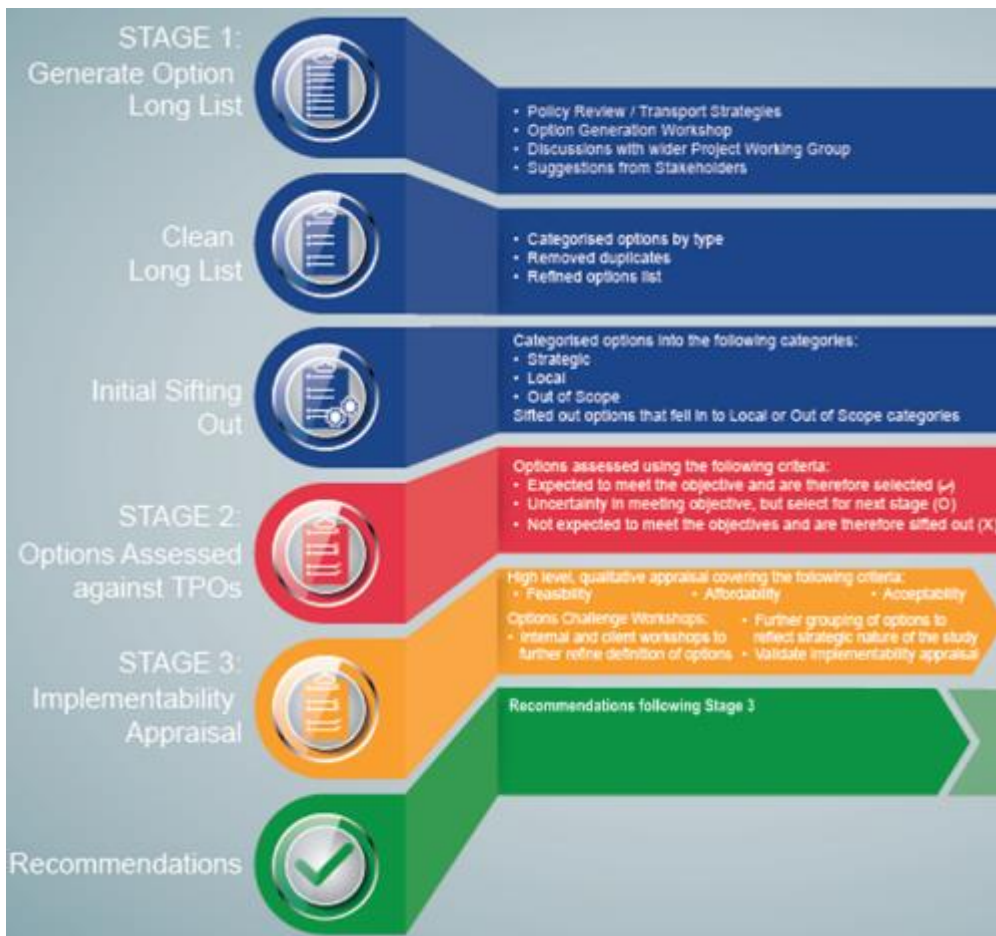 STAGE 1:
Generate Option
Long List
• Policy Review / Transport Strategies
• Option Generation Workshop
• Discussions with wider Project Working Group
• Suggestions from Stakeholders
Clean
Long List
• Categorised options by type
• Removed duplicates
• Refined options list
Initial Sifting
Out
Categorised options into the following categories:
• Strategic
• Local
• Out of Scope
Sifted out options that fell in to Local or Out of Scope categories
STAGE 2:
Options Assessed
against TPOs
Options assessed using the following criteria:
• Expected to meet the objective and are therefore selected (✓)
• Uncertainty in meeting objective, but select for next stage (O)
• Not expected to meet the objectives and are therefore sifted out (X)
STAGE 3:
Implementability
Appraisal
High level, qualitative appraisal covering the following criteria:
• Feasibility • Affordability • Acceptability
Options Challenge Workshops:
• Internal and client workshops to
further refine definition of options
• Further grouping of options to
reflect strategic nature of the study
• Validate implementability appraisal
Recommendations
Recommendations following Stage 3